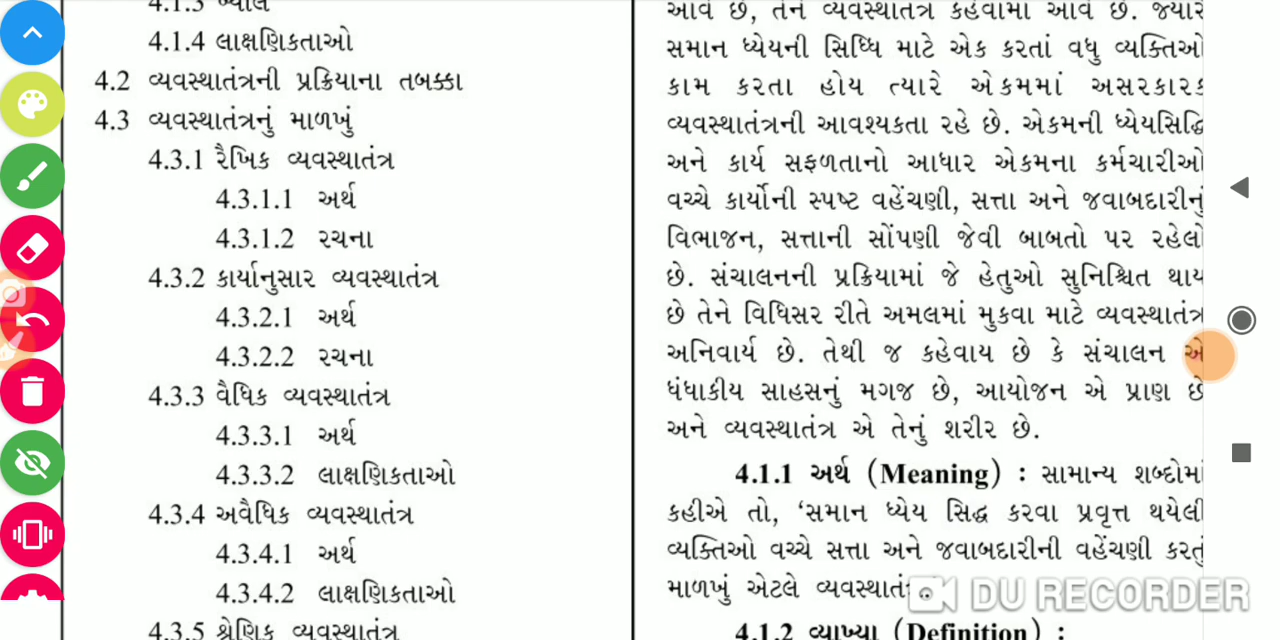 4.1.3 ખ્યાલ
4.1.4 લાક્ષણિકતાઓ
4.2 વ્યવસ્થાતંત્રની પ્રક્રિયાના તબક્કા
4.3 વ્યવસ્થાતંત્રનું માળખું
4.3.1 રૈખિક વ્યવસ્થાતંત્ર
4.3.1.1 અર્થ
4.3.1.2 રચના
4.3.2 કાર્યાનુસાર વ્યવસ્થાતંત્ર
4.3.2.1 અર્થ
4.3.2.2 રચના
4.3.3 વૈધિક વ્યવસ્થાતંત્ર
4.3.3.1 અર્થ
4.3.3.2 લાક્ષણિકતાઓ
4.3.4 અવૈધિક વ્યવસ્થાતંત્ર
4.3.4.1 અર્થ
4.3.4.2 લાક્ષણિકતાઓ
4.3.5 શ્રેણિક વ્યવસ્થાતંત્ર
આવે છે, તેને વ્યવસ્થાતંત્ર કહેવામાં આવે છે. જ્યારે
સમાન ધ્યેયની સિધ્ધિ માટે એક કરતાં વધુ વ્યક્તિઓ
કામ કરતા હોય ત્યારે એકમમાં અસરકારક
વ્યવસ્થાતંત્રની આવશ્યકતા રહે છે. એકમની ધ્યેયસિદ્ધિ
અને કાર્ય સફળતાનો આધાર એકમના કર્મચારીઓ
વચ્ચે કાર્યોની સ્પષ્ટ વહેંચણી, સત્તા અને જવાબદારીનું
વિભાજન, સત્તાની સોંપણી જેવી બાબતો પર રહેલો
છે. સંચાલનની પ્રક્રિયામાં જે હેતુઓ સુનિશ્ચિત થાય
છે તેને વિધિસર રીતે અમલમાં મુકવા માટે વ્યવસ્થાતંત્ર
અનિવાર્ય છે. તેથી જ કહેવાય છે કે સંચાલન એ
ધંધાકીય સાહસનું મગજ છે, આયોજન એ પ્રાણ છે
અને વ્યવસ્થાતંત્ર એ તેનું શરીર છે.
4.1.1 અર્થ (Meaning) : સામાન્ય શબ્દોમાં
કહીએ તો, ‘સમાન ધ્યેય સિદ્ધ કરવા પ્રવૃત્ત થયેલી
વ્યક્તિઓ વચ્ચે સત્તા અને જવાબદારીની વહેંચણી કરતું
માળખું એટલે વ્યવસ્થાતંત્ર.
DU RECORDER
4.1.2 વ્યાખ્યા (Definition) :